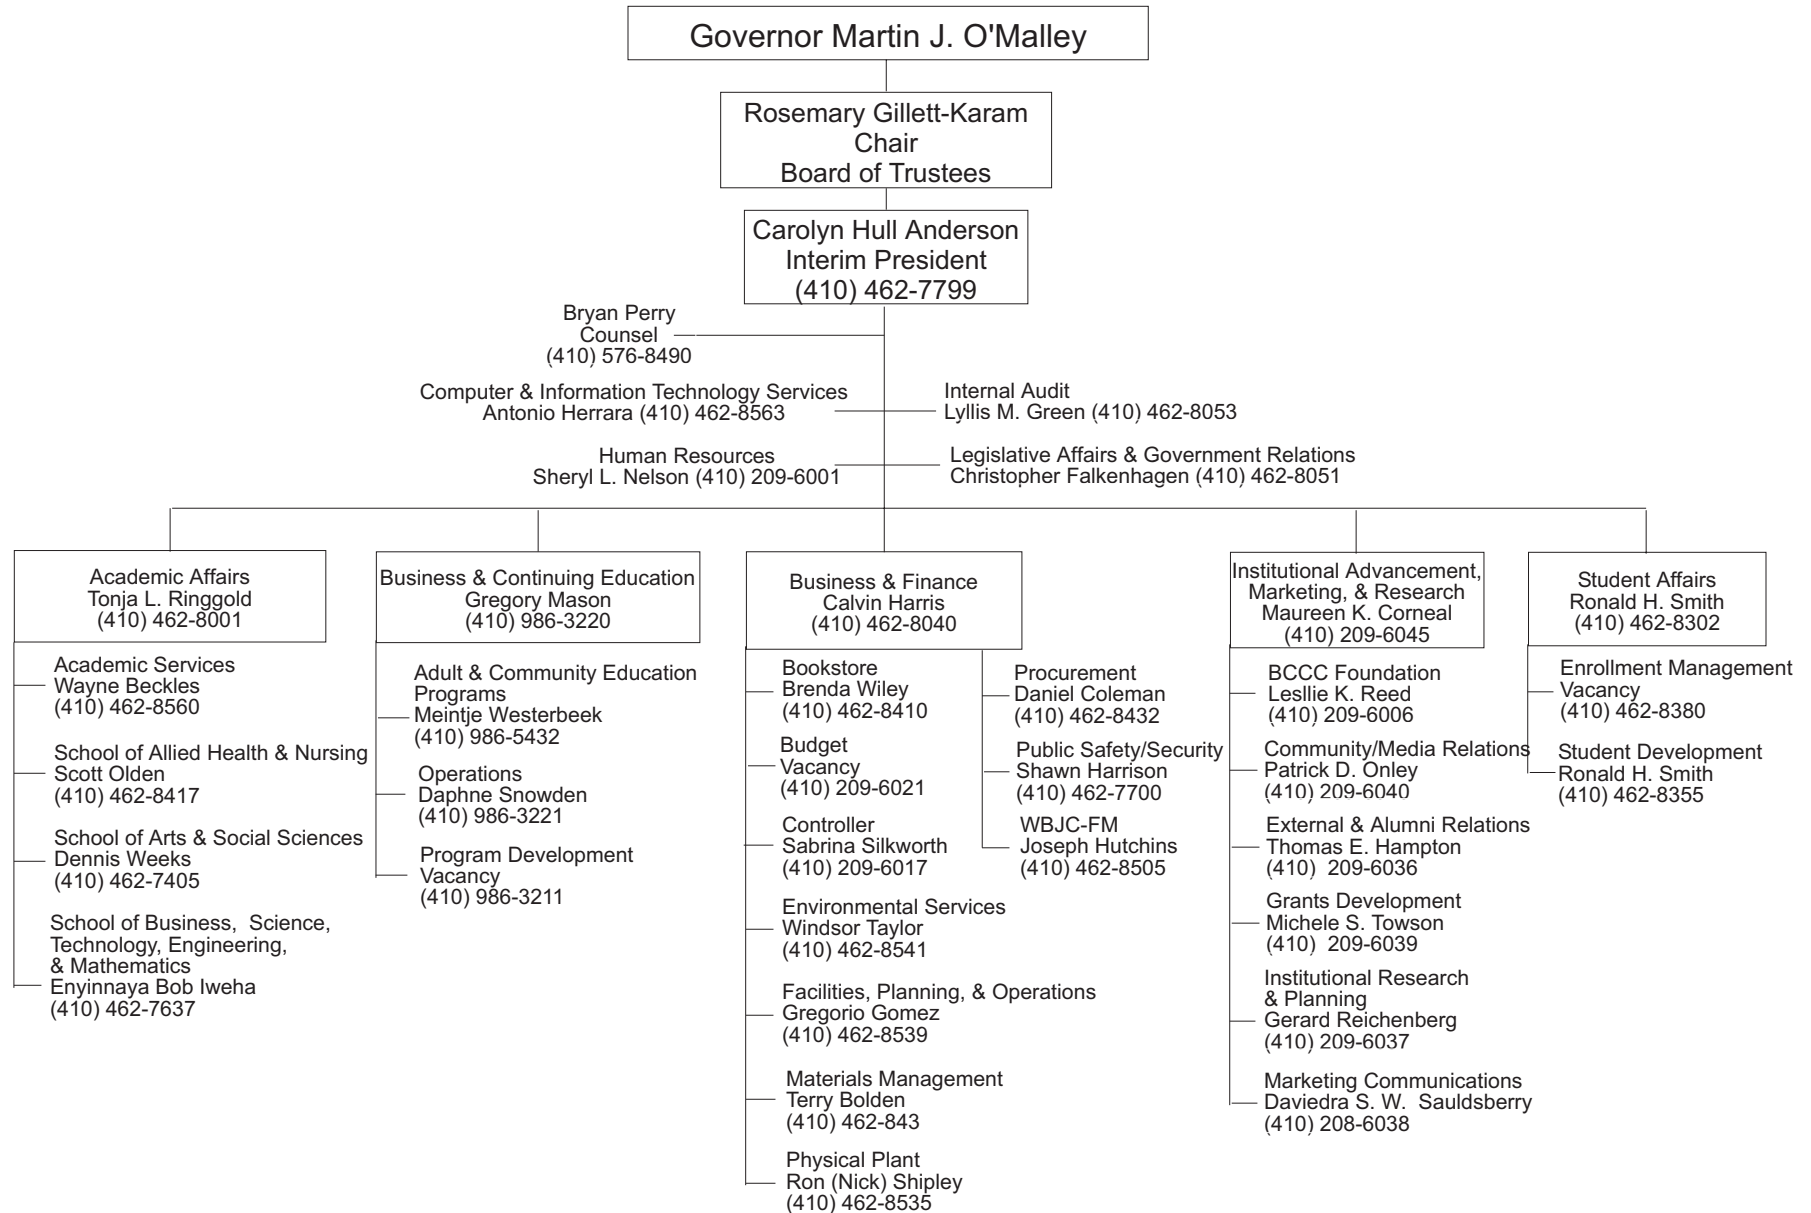 Governor Martin J. O'Malley
Rosemary Gillett-Karam
Chair
Board of Trustees
Carolyn Hull Anderson
Interim President
(410) 462-7799
Bryan Perry
Counsel
(410) 576-8490
Computer & Information Technology Services
Antonio Herrara (410) 462-8563
Internal Audit
Lyllis M. Green (410) 462-8053
Human Resources
Sheryl L. Nelson (410) 209-6001
Legislative Affairs & Government Relations
Christopher Falkenhagen (410) 462-8051
Academic Affairs
Tonja L. Ringgold
(410) 462-8001
Academic Services
Wayne Beckles
(410) 462-8560
School of Allied Health & Nursing
Scott Olden
(410) 462-8417
School of Arts & Social Sciences
Dennis Weeks
(410) 462-7405
School of Business, Science,
Technology, Engineering,
& Mathematics
Enyinnaya Bob Iweha
(410) 462-7637
Business & Continuing Education
Gregory Mason
(410) 986-3220
Adult & Community Education
Programs
Meintje Westerbeek
(410) 986-5432
Operations
Daphne Snowden
(410) 986-3221
Program Development
Vacancy
(410) 986-3211
Business & Finance
Calvin Harris
(410) 462-8040
Bookstore
Brenda Wiley
(410) 462-8410
Budget
Vacancy
(410) 209-6021
Controller
Sabrina Silkworth
(410) 209-6017
Environmental Services
Windsor Taylor
(410) 462-8541
Facilities, Planning, & Operations
Gregorio Gomez
(410) 462-8539
Materials Management
Terry Bolden
(410) 462-843
Physical Plant
Ron (Nick) Shipley
(410) 462-8535
Procurement
Daniel Coleman
(410) 462-8432
Public Safety/Security
Shawn Harrison
(410) 462-7700
WBJC-FM
Joseph Hutchins
(410) 462-8505
Institutional Advancement,
Marketing, & Research
Maureen K. Corneal
(410) 209-6045
BCCC Foundation
Lesllie K. Reed
(410) 209-6006
Community/Media Relations
Patrick D. Onley
(410) 209-6040
External & Alumni Relations
Thomas E. Hampton
(410) 209-6036
Grants Development
Michele S. Towson
(410) 209-6039
Institutional Research
& Planning
Gerard Reichenberg
(410) 209-6037
Marketing Communications
Daviedra S. W. Sauldsberry
(410) 208-6038
Student Affairs
Ronald H. Smith
(410) 462-8302
Enrollment Management
Vacancy
(410) 462-8380
Student Development
Ronald H. Smith
(410) 462-8355